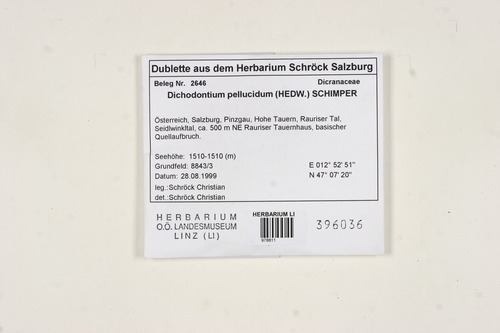 Dublette aus dem Herbarium Schröck Salzburg
Beleg Nr. 2646 Dicranaceae
Dichodontium pellucidum (HEDW.) SCHIMPER
Österreich, Salzburg, Pinzgau, Hohe Tauern, Rauriser Tal,
Seidlwinkltal, ca. 500 m NE Rauriser Tauernhaus, basischer
Quellaufbruch.
Seehöhe: 1510-1510 (m) E 012° 52' 51"
Grundfeld: 8843/3 N 47° 07' 20"
Datum: 28.08.1999
leg.:Schröck Christian
det.:Schröck Christian
HERBARIUM
O.Ö. LANDESMUSEUM
LINZ (LI)
HERBARIUM LI
978811
396036